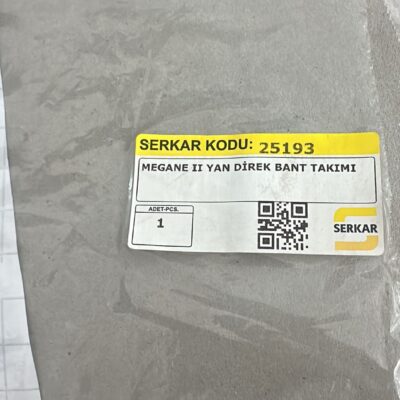 SERKAR KODU: 25193
MEGANE II YAN DİREK BANT TAKIMI
ADET-PCS.
1
SERKAR